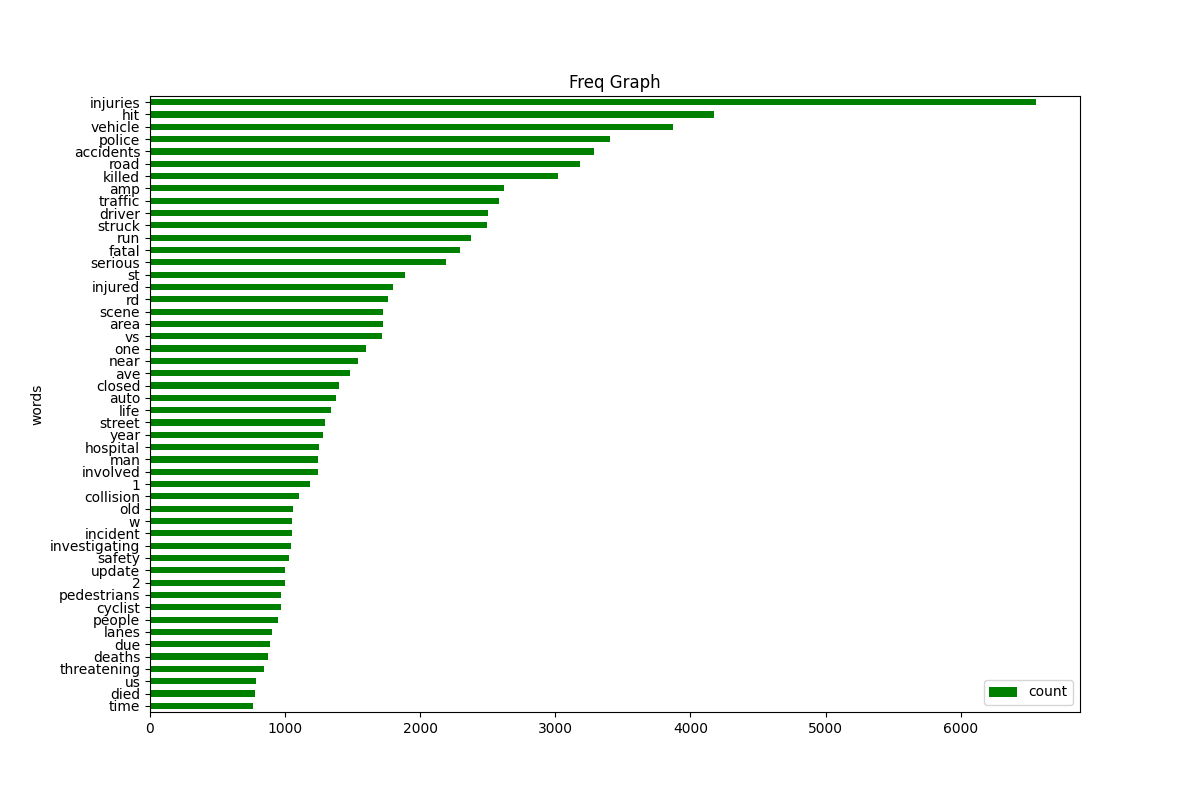 Freq Graph
words
injuries
hit
vehicle
police
accidents
road
killed
amp
traffic
driver
struck
run
fatal
serious
st
injured
rd
scene
area
vs
one
near
ave
closed
auto
life
street
year
hospital
man
involved
1
collision
old
w
incident
investigating
safety
update
2
pedestrians
cyclist
people
lanes
due
deaths
threatening
us
died
time
count
0 1000 2000 3000 4000 5000 6000